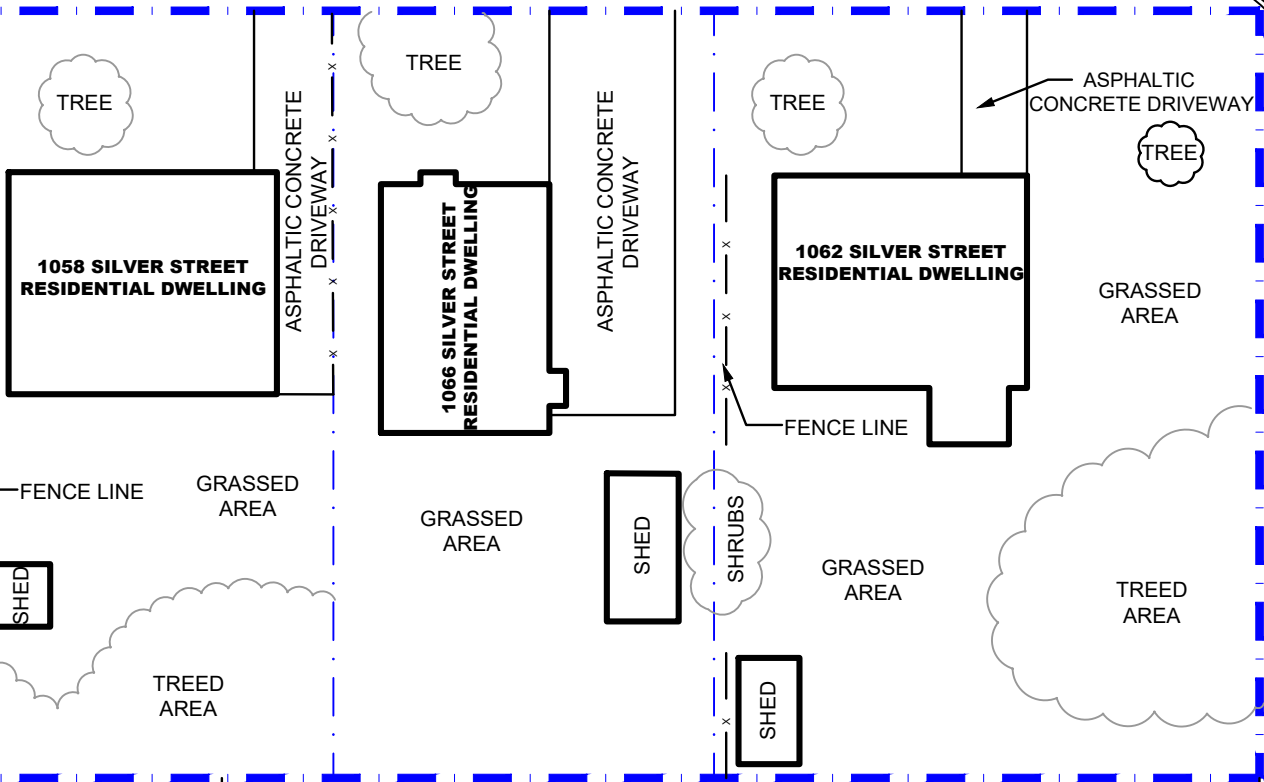 TREE
TREE
TREE
ASPHALTIC
CONCRETE DRIVEWAY
TREE
ASPHALTIC CONCRETE
DRIVEWAY
ASPHALTIC CONCRETE
DRIVEWAY
1058 SILVER STREET
RESIDENTIAL DWELLING
1066 SILVER STREET
RESIDENTIAL DWELLING
1062 SILVER STREET
RESIDENTIAL DWELLING
GRASSED
AREA
FENCE LINE
FENCE LINE
GRASSED
AREA
GRASSED
AREA
SHED
SHRUBS
GRASSED
AREA
TREED
AREA
SHED
TREED
AREA
SHED